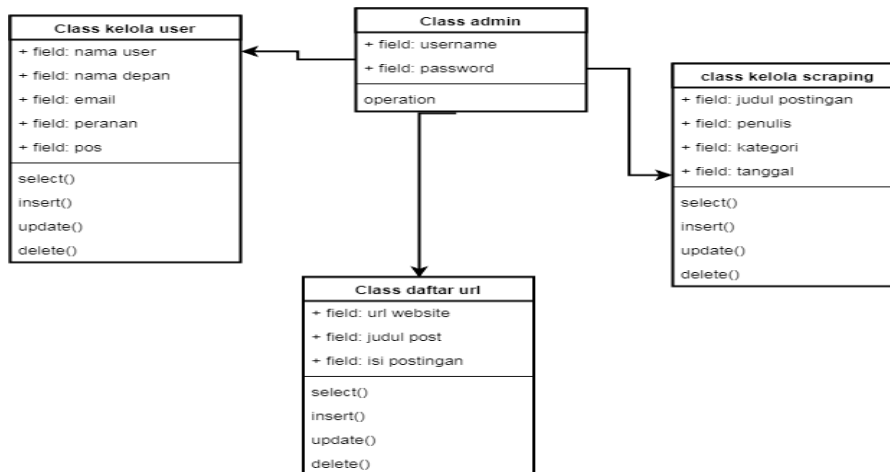 Class kelola user
+ field: nama user
+ field: nama depan
+ field: email
+ field: peranan
+ field: pos
select()
insert()
update()
delete()
Class admin
+ field: username
+ field: password
operation
class kelola scraping
+ field: judul postingan
+ field: penulis
+ field: kategori
+ field: tanggal
select()
insert()
update()
delete()
Class daftar url
+ field: url website
+ field: judul post
+ field: isi postingan
select()
insert()
update()
delete()